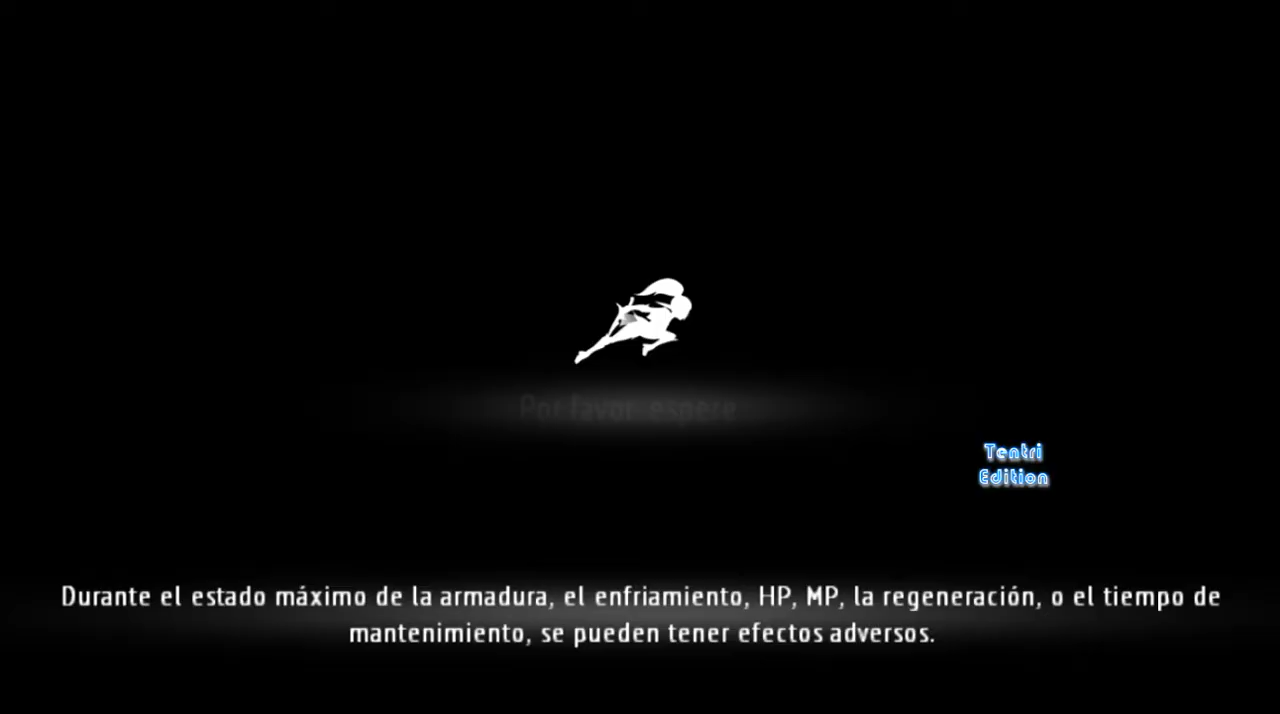 Por favor, espere
Tentri
Edition
Durante el estado máximo de la armadura, el enfriamiento, HP, MP, la regeneración, o el tiempo de
mantenimiento, se pueden tener efectos adversos.